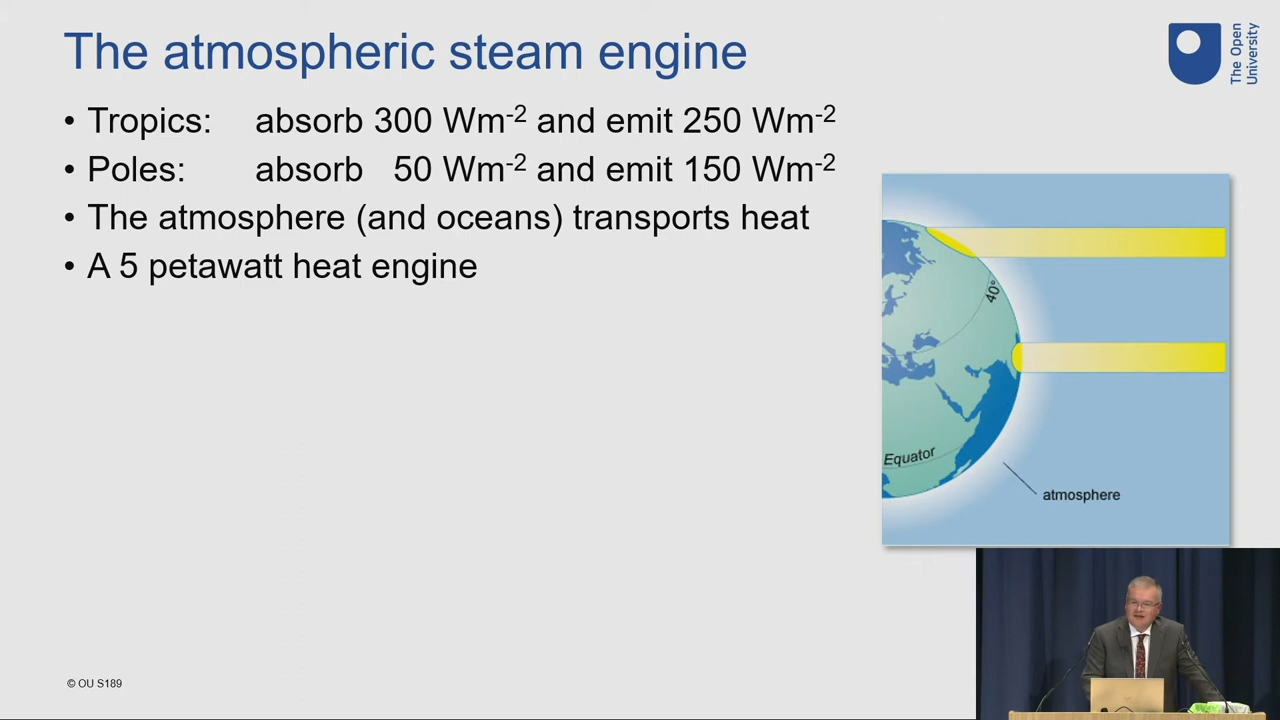 The atmospheric steam engine
The Open
University
• Tropics: absorb 300 Wm-2 and emit 250 Wm-2
• Poles: absorb 50 Wm-2 and emit 150 Wm-2
• The atmosphere (and oceans) transports heat
• A 5 petawatt heat engine
40°
Equator
atmosphere
© OU S189